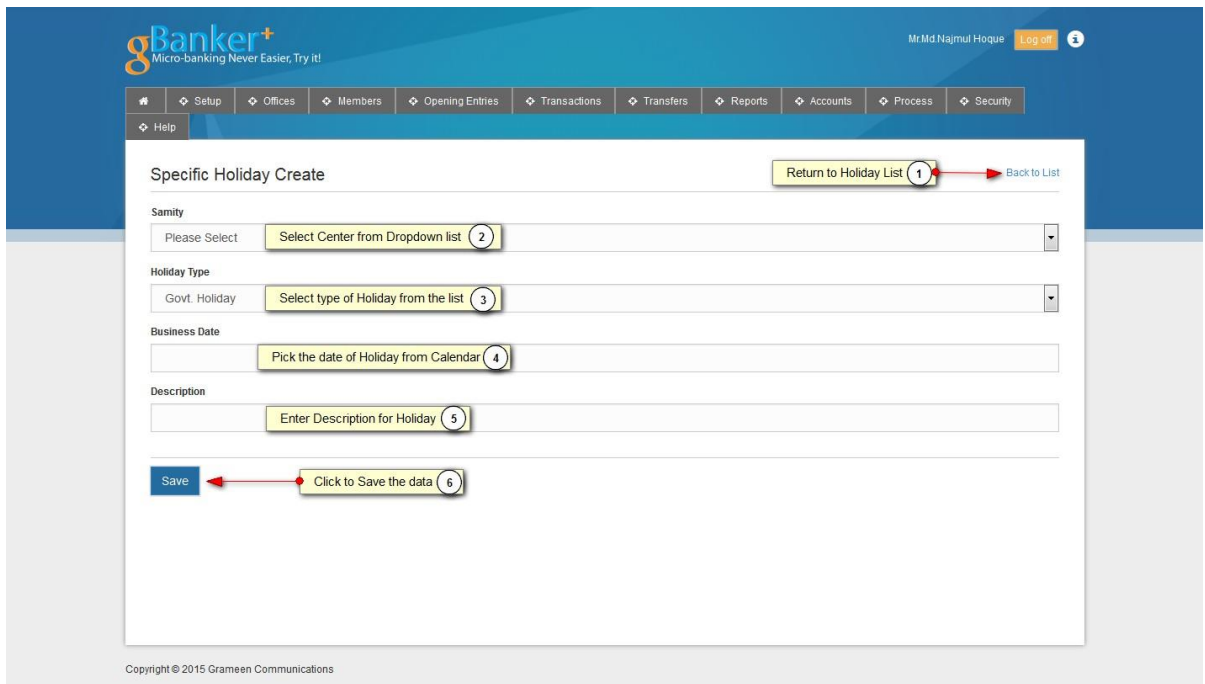 gBanker+
Micro-banking Never Easier, Try it!
Mr.Md.Najmul Hoque Log off i
Setup Offices Members Opening Entries Transactions Transfers Reports Accounts Process Security
Help
Specific Holiday Create
Return to Holiday List 1 Back to List
Samity
Please Select Select Center from Dropdown list 2
Holiday Type
Govt. Holiday Select type of Holiday from the list 3
Business Date
Pick the date of Holiday from Calendar 4
Description
Enter Description for Holiday 5
Save Click to Save the data 6
Copyright © 2015 Grameen Communications